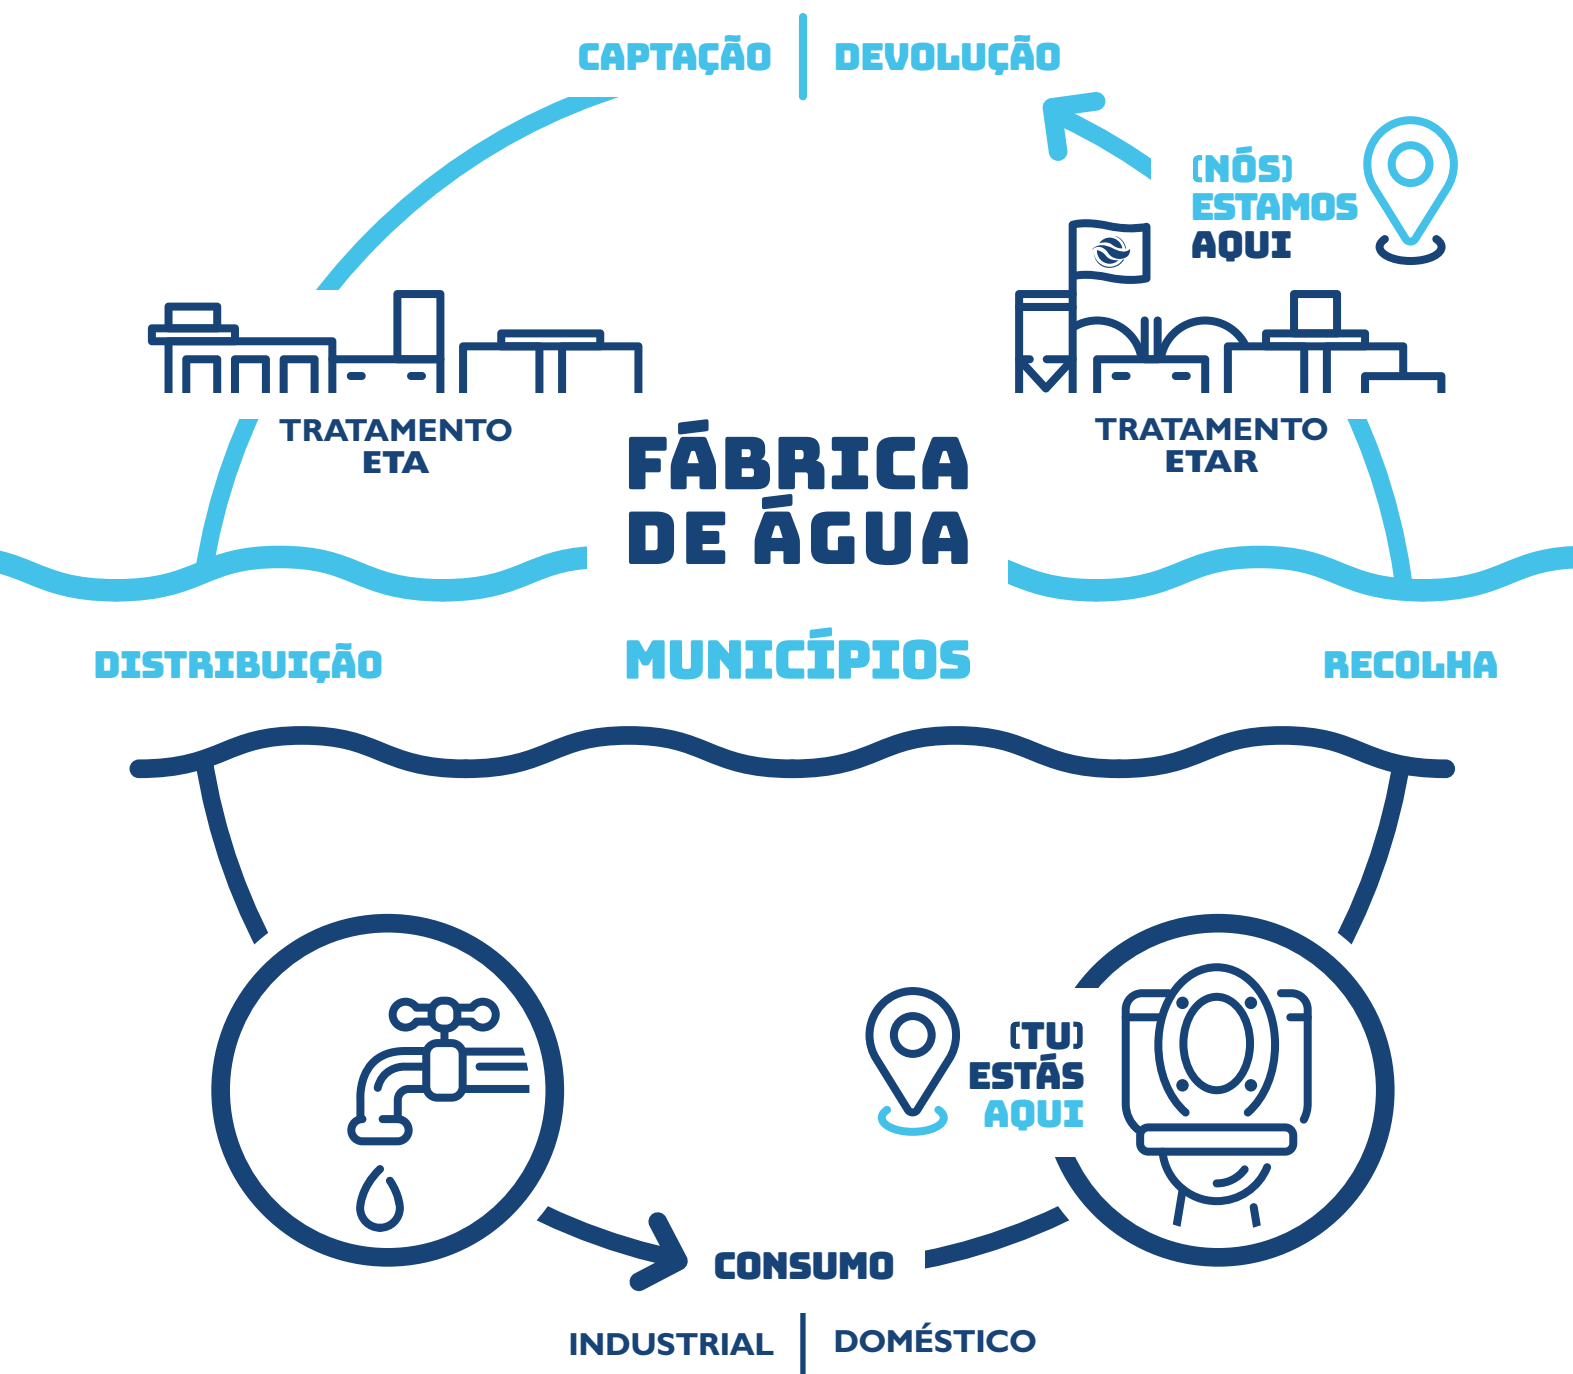 CAPTAÇÃO
DEVOLUÇÃO
(NÓS)
ESTAMOS
AQUI
TRATAMENTO
ETA
TRATAMENTO
ETAR
FÁBRICA
DE ÁGUA
DISTRIBUIÇÃO
MUNICÍPIOS
RECOLHA
(TU)
ESTÁS
AQUI
CONSUMO
INDUSTRIAL
DOMÉSTICO